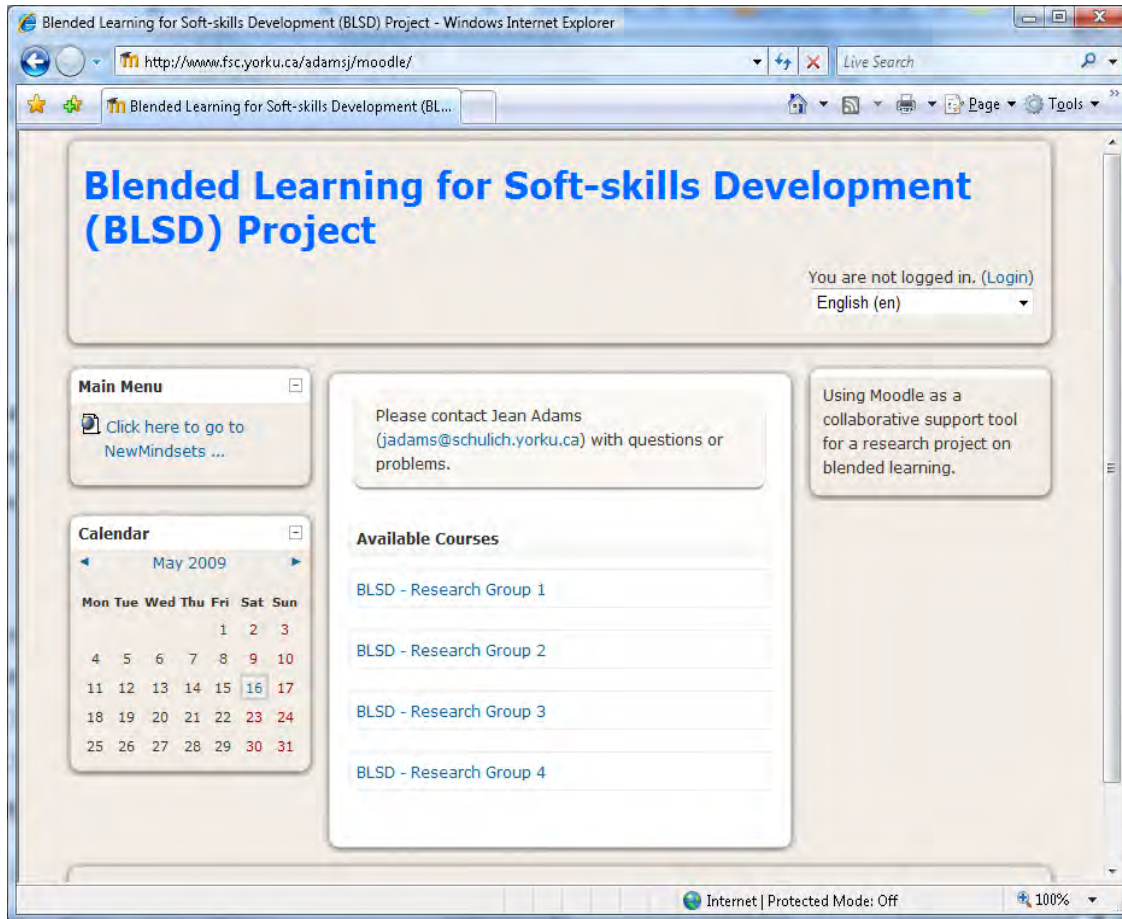 Blended Learning for Soft-skills Development (BLSD) Project - Windows Internet Explorer
http://www.fsc.yorku.ca/adamsj/moodle/
Live Search
Blended Learning for Soft-skills Development (BL...
Page
Tools
Blended Learning for Soft-skills Development
(BLSD) Project
You are not logged in. (Login)
English (en)
Main Menu
Click here to go to
NewMindsets ...
Calendar
May 2009
Mon Tue Wed Thu Fri Sat Sun
1 2 3
4 5 6 7 8 9 10
11 12 13 14 15 16 17
18 19 20 21 22 23 24
25 26 27 28 29 30 31
Please contact Jean Adams
(jadams@schulich.yorku.ca) with questions or
problems.
Available Courses
BLSD - Research Group 1
BLSD - Research Group 2
BLSD - Research Group 3
BLSD - Research Group 4
Using Moodle as a
collaborative support tool
for a research project on
blended learning.
Internet | Protected Mode: Off
100%